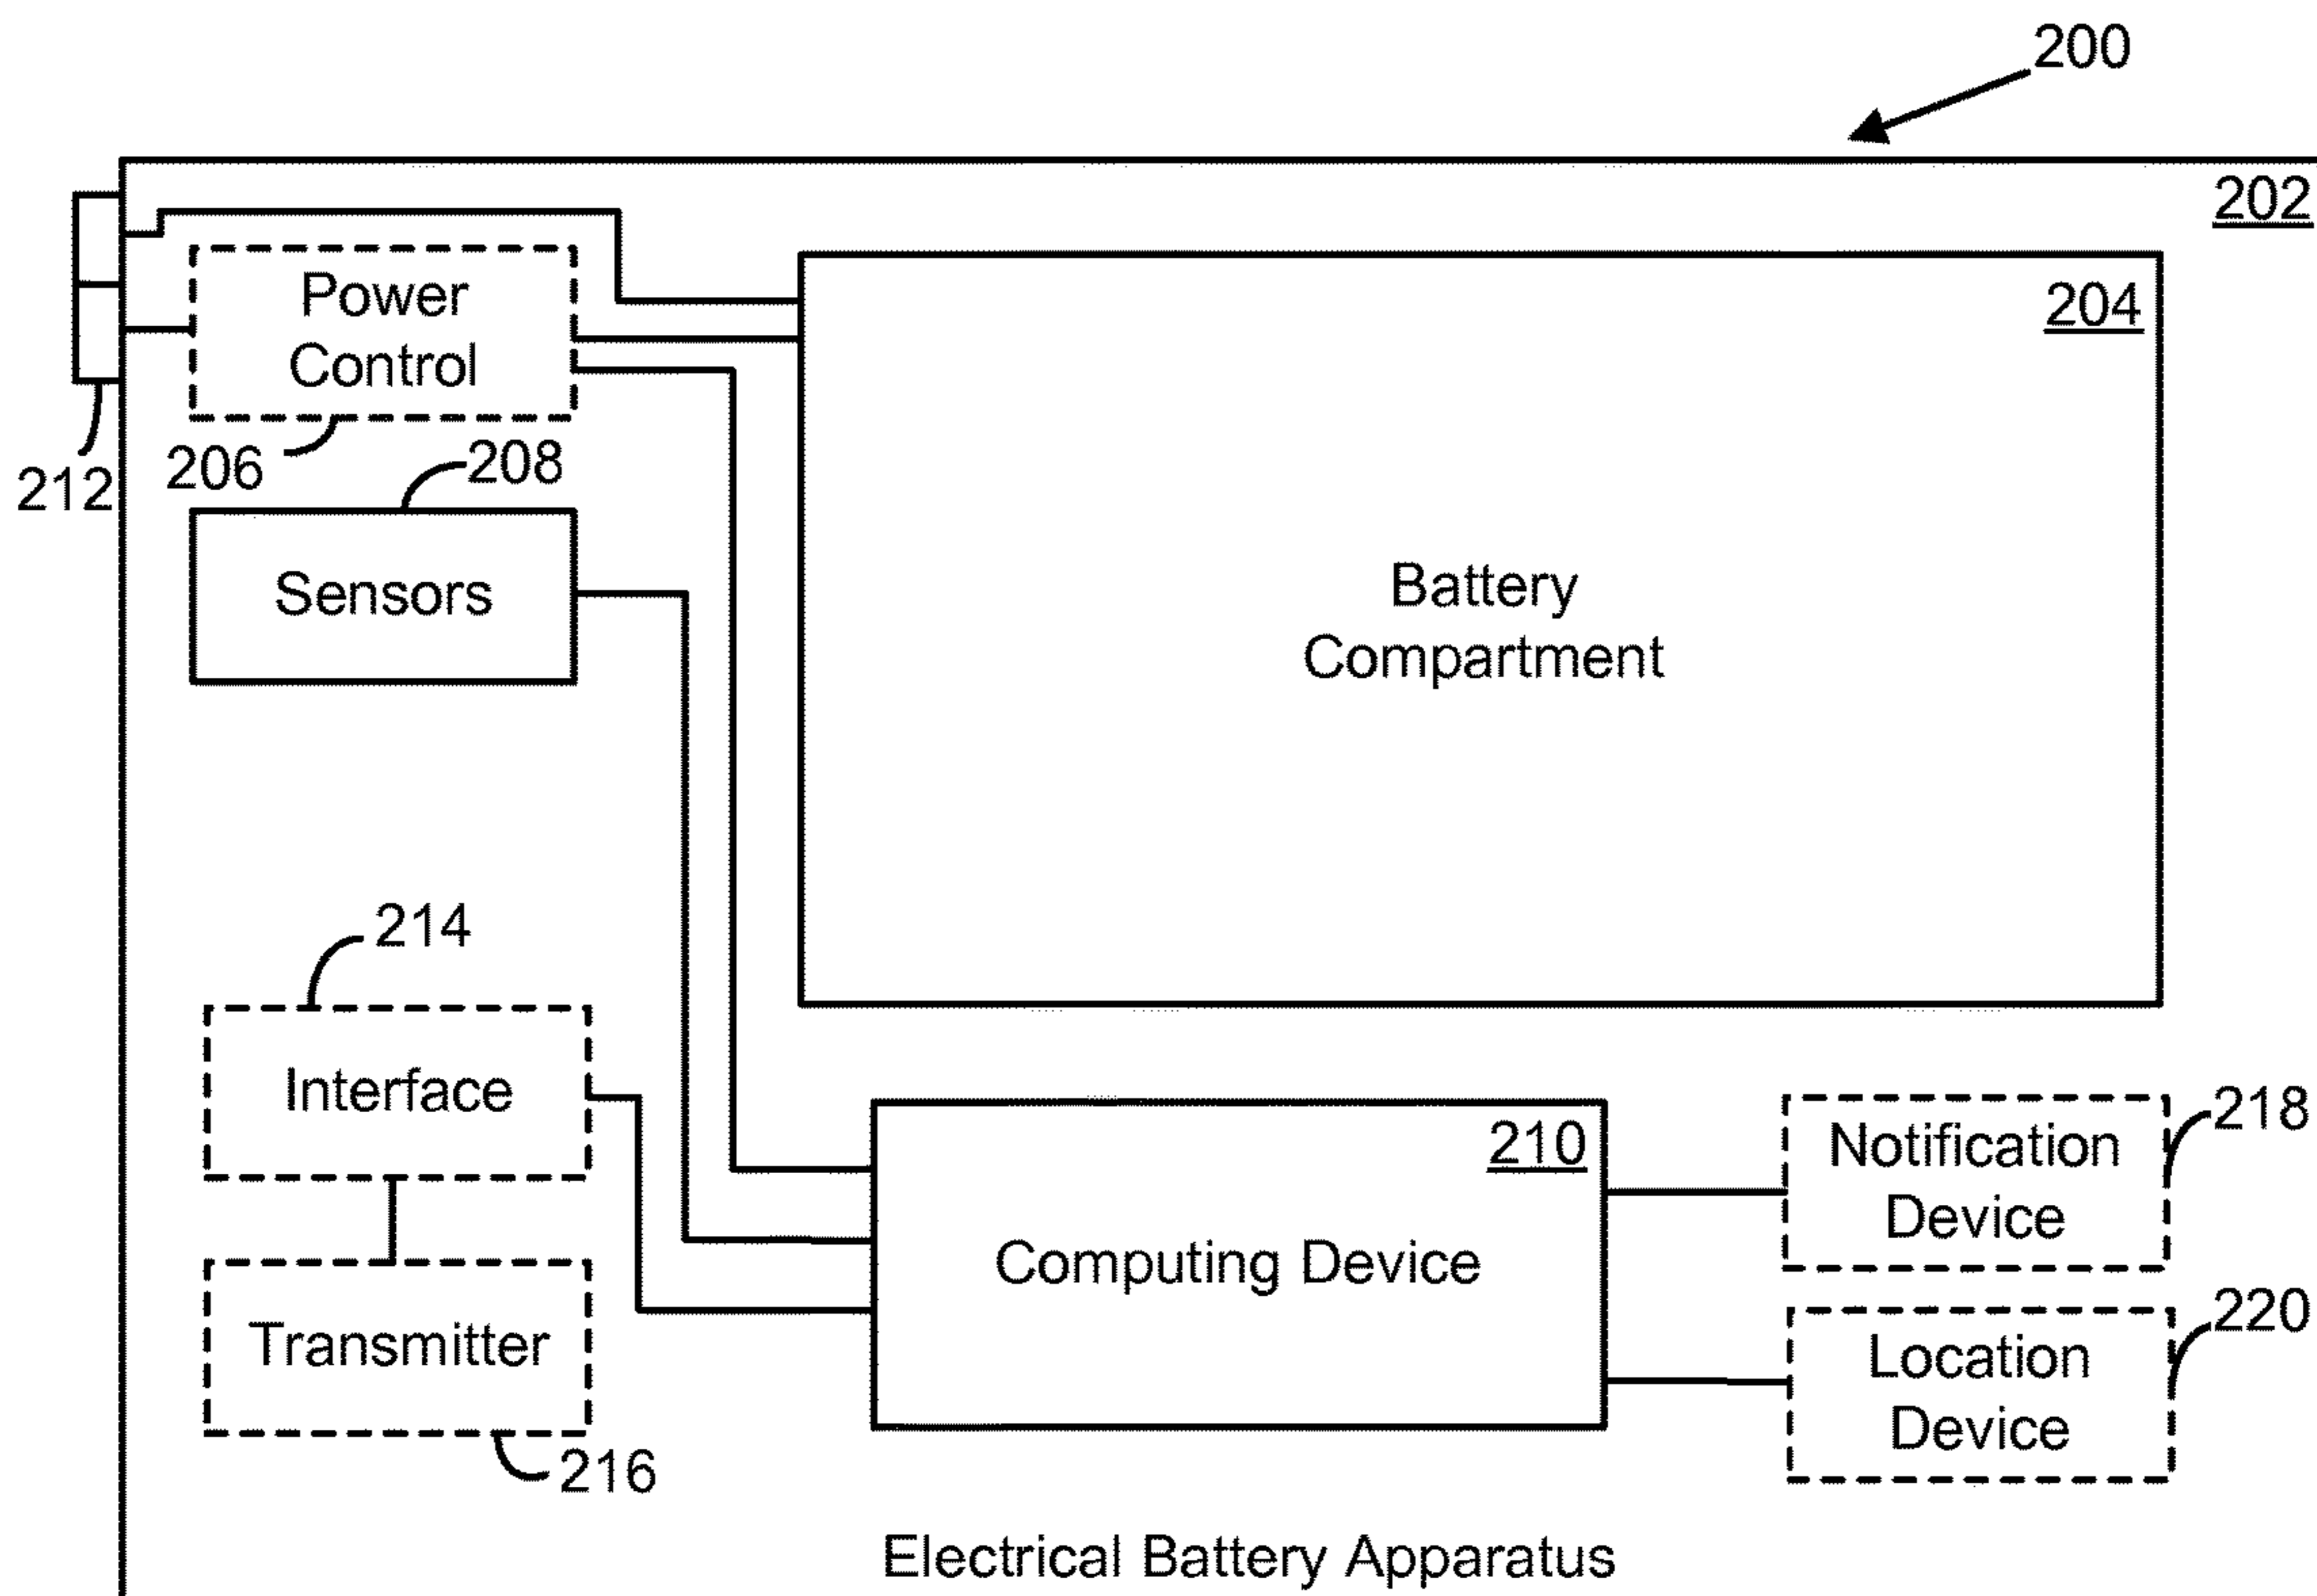 200
202
Power
Control
204
206
208
212
Sensors
Battery
Compartment
214
Interface
210
Computing Device
Notification
Device
218
Transmitter
216
Location
Device
220
Electrical Battery Apparatus